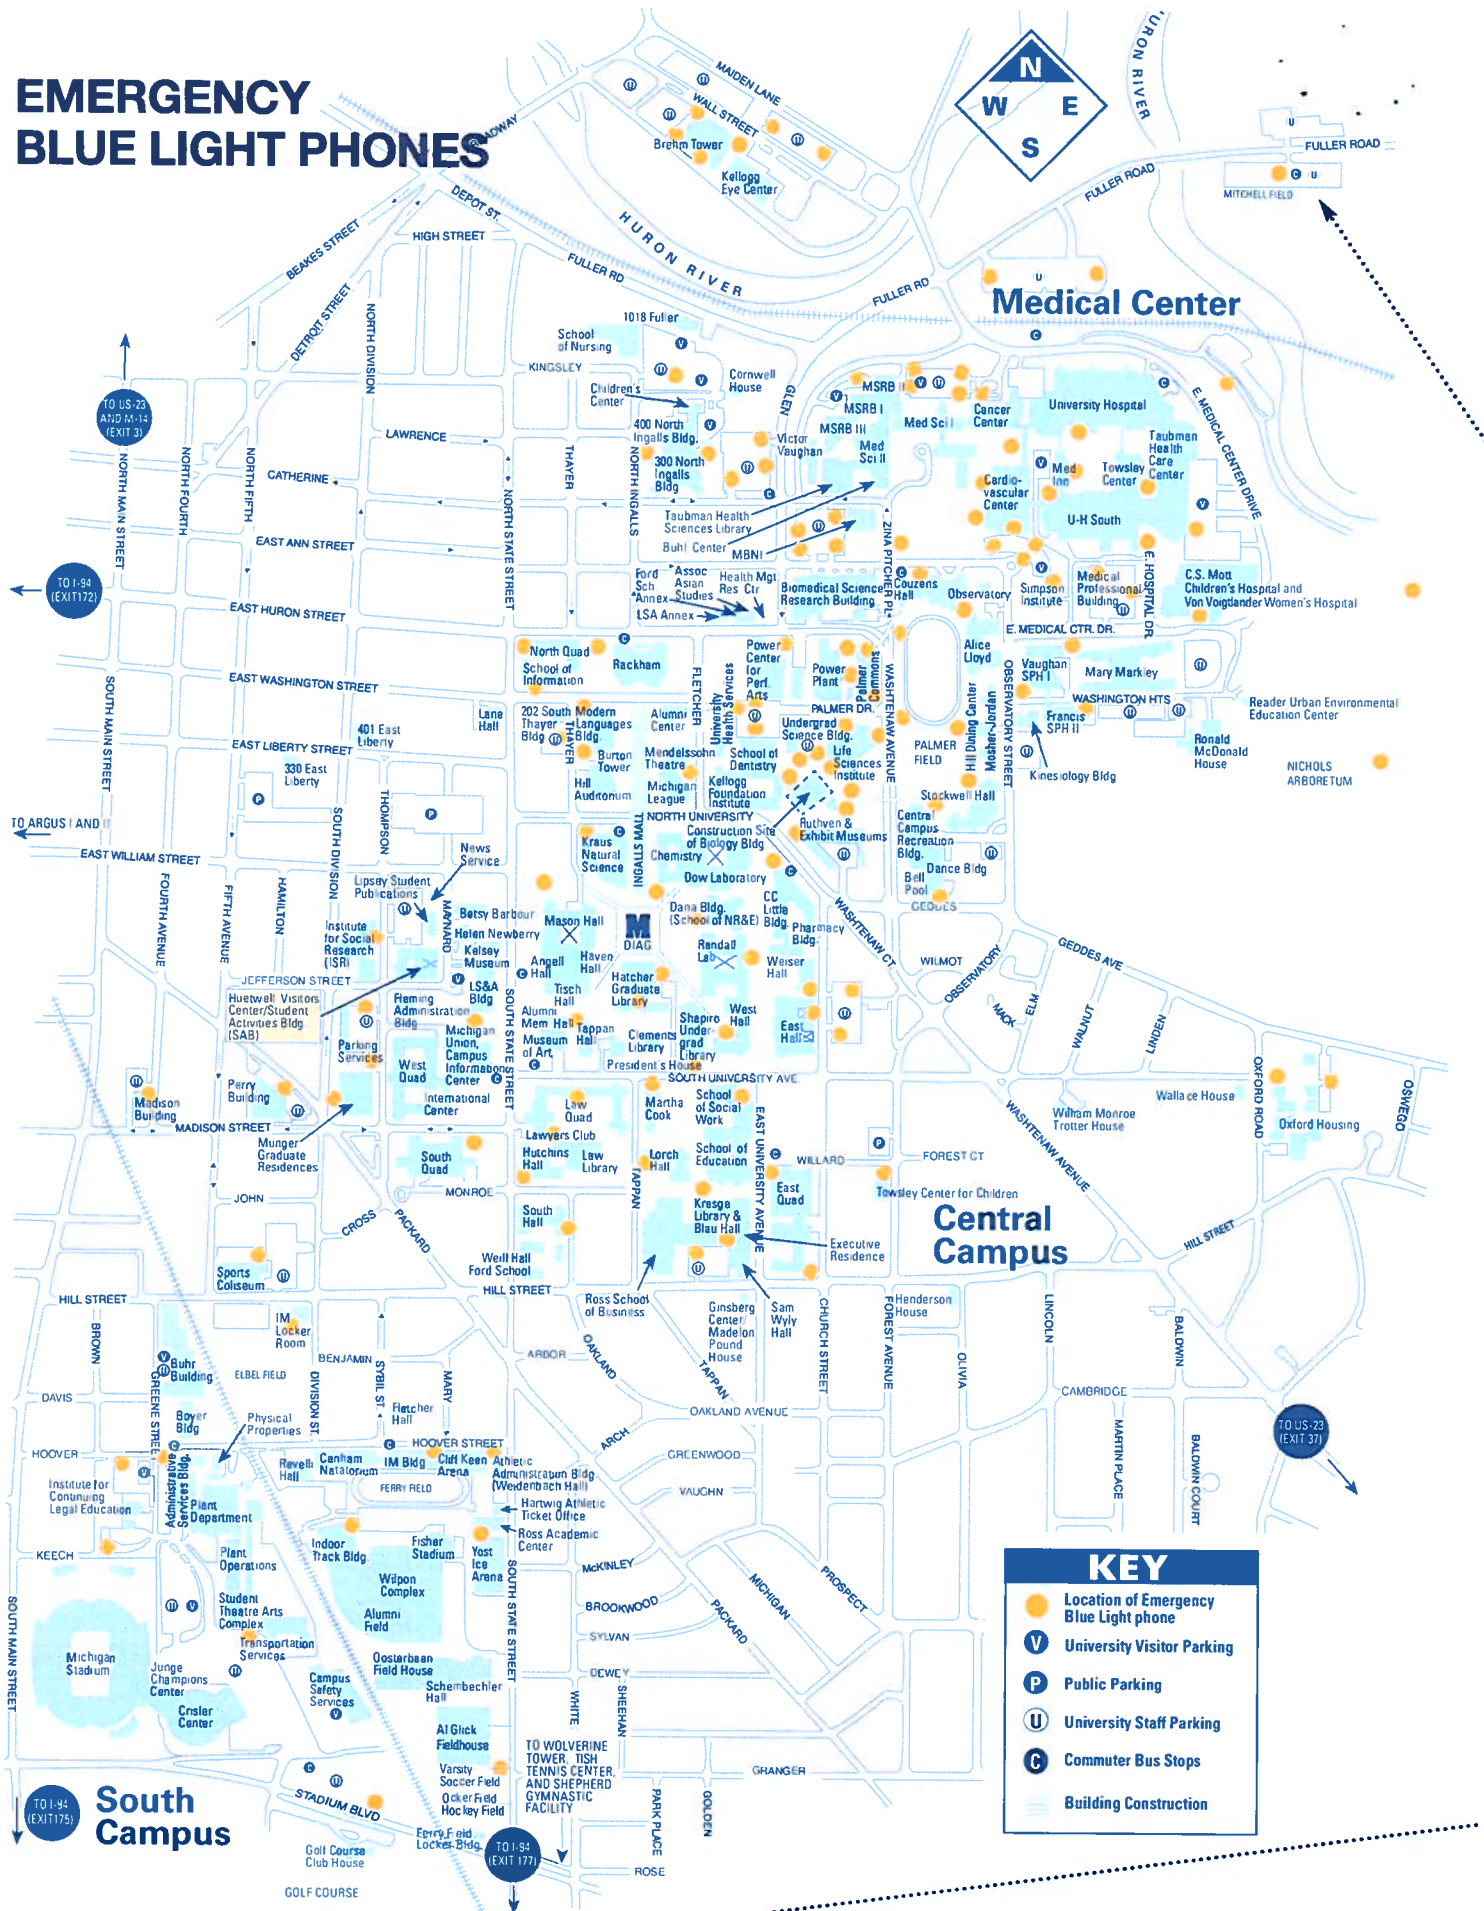 EMERGENCY
BLUE LIGHT PHONES
N
W E
S
HURON RIVER
MAIDEN LANE
WALL STREET
Brehm Tower
Kellogg
Eye Center
FULLER ROAD
FULLER ROAD
MITCHELL FIELD
DEPOT ST.
HIGH STREET
BEAKES STREET
DETROIT STREET
HURON RIVER
FULLER RD
FULLER RD
Medical Center
1018 Fuller
School
of Nursing
KINGSLEY
Children's
Center
Cornwell
House
GLEN
NORTH DIVISION
TO US-23
AND M-14
(EXIT 3)
LAWRENCE
CATHERINE
EAST ANN STREET
EAST HURON STREET
NORTH MAIN STREET
NORTH FOURTH
NORTH FIFTH
THAYER
NORTH INGALLS
NORTH STATE STREET
400 North
Ingalls Bldg.
300 North
Ingalls
Bldg
Victor
Vaughan
MSRB II
MSRB I
MSRB III
Med
Sci II
Med Sci I
Cancer
Center
University Hospital
Taubman
Health
Care
Center
Towsley
Center
Med
Inn
Cardio-
vascular
Center
U-H South
E. MEDICAL CENTER DRIVE
Taubman Health
Sciences Library
Buhl Center
MBNI
ZINA PITCHER PL.
TO I-94
(EXIT172)
Ford
Sch
Annex
Assoc
Asian
Studies
Health Mgt.
Res Ctr
LSA Annex
Biomedical Science
Research Building
Couzens
Hall
Observatory
Simpson
Institute
Medical
Professional
Building
E. HOSPITAL DR.
C.S. Mott
Children's Hospital and
Von Voigtlander Women's Hospital
E. MEDICAL CTR. DR.
North Quad
School of
Information
Rackham
FLETCHER
University
Health Services
Power
Center
for
Perf.
Arts
Power
Plant
Palmer
Commons
WASHTENAW AVENUE
Alice
Lloyd
OBSERVATORY STREET
Vaughan
SPH I
Mary Markley
WASHINGTON HTS
Francis
SPH II
Reader Urban Environmental
Education Center
Ronald
McDonald
House
Kinesiology Bldg
NICHOLS
ARBORETUM
EAST WASHINGTON STREET
SOUTH MAIN STREET
Lane
Hall
202 South
Thayer
Bldg
Modern
Languages
Bldg.
THAYER
Alumni
Center
PALMER DR.
Undergrad
Science Bldg.
401 East
Liberty
EAST LIBERTY STREET
330 East
Liberty
Burton
Tower
Mendelssohn
Theatre
School of
Dentistry
Life
Sciences
Institute
PALMER
FIELD
Hill Dining Center
Mosher-Jordan
Hill
Auditorium
Michigan
League
Kellogg
Foundation
Institute
Stockwell Hall
TO ARGUS I AND II
EAST WILLIAM STREET
THOMPSON
SOUTH DIVISION
News
Service
INGALLS MALL
NORTH UNIVERSITY
Construction Site
of Biology Bldg
Ruthven &
Exhibit Museums
Central
Campus
Recreation
Bldg.
Dance Bldg
Bell
Pool
GEDDES
Kraus
Natural
Science
Chemistry
Dow Laboratory
FOURTH AVENUE
FIFTH AVENUE
HAMILTON
Lipsey Student
Publications
MAYNARD
Betsy Barbour
Helen Newberry
Kelsey
Museum
Mason Hall
M
DIAG
Dana Bldg.
(School of NR&E)
CC
Little
Bldg.
Pharmacy
Bldg.
WASHTENAW CT
Institute
for Social
Research
(ISR)
Angell
Hall
Haven
Hall
Randall
Lab
Weiser
Hall
WILMOT
OBSERVATORY
GEDDES AVE
JEFFERSON STREET
Huetwell Visitors
Center/Student
Activities Bldg
(SAB)
Fleming
Administration
Bldg
LS&A
Bldg
Tisch
Hall
Hatcher
Graduate
Library
MACK
ELM
WALNUT
LINDEN
Parking
Services
Michigan
Union,
Campus
Information
Center
SOUTH STATE STREET
Alumni
Mem Hall
Museum
of Art
Tappan
Hall
Clements
Library
Shapiro
Under-
grad
Library
West
Hall
East
Hall
President's House
SOUTH UNIVERSITY AVE.
West
Quad
International
Center
Perry
Building
Madison
Building
MADISON STREET
Munger
Graduate
Residences
Law
Quad
Lawyers Club
Hutchins
Hall
Law
Library
Martha
Cook
School
of Social
Work
School of
Education
Lorch
Hall
EAST UNIVERSITY AVENUE
WILLARD
FOREST CT
WASHTENAW AVENUE
William Monroe
Trotter House
Wallace House
OXFORD ROAD
Oxford Housing
OSWEGO
South
Quad
MONROE
JOHN
CROSS
PACKARD
TAPPAN
Kresge
Library &
Blau Hall
East
Quad
Towsley Center for Children
Central
Campus
HILL STREET
South
Hall
Weill Hall
Ford School
Executive
Residence
Sports
Coliseum
HILL STREET
HILL STREET
Ross School
of Business
Ginsberg
Center/
Madelon
Pound
House
Sam
Wyly
Hall
Henderson
House
CHURCH STREET
FOREST AVENUE
OLIVIA
LINCOLN
BALDWIN
BROWN
IM
Locker
Room
BENJAMIN
ARBOR
OAKLAND
TAPPAN
Buhr
Building
ELBEL FIELD
DIVISION ST.
SYBIL ST.
MARY
DAVIS
GREENE STREET
Boyer
Bldg
Physical
Properties
Fletcher
Hall
OAKLAND AVENUE
CAMBRIDGE
MARTIN PLACE
BALDWIN COURT
TO US-23
(EXIT 37)
HOOVER
HOOVER STREET
ARCH
GREENWOOD
VAUGHN
Administrative
Services Bldg.
Revelli
Hall
Canham
Natatorium
IM Bldg
Cliff Keen
Arena
Athletic
Administration Bldg
(Weidenbach Hall)
FERRY FIELD
Institute for
Continuing
Legal Education
Plant
Department
Hartwig Athletic
Ticket Office
Ross Academic
Center
KEECH
Plant
Operations
Indoor
Track Bldg.
Fisher
Stadium
Yost
Ice
Arena
McKINLEY
BROOKWOOD
SYLVAN
DEWEY
PACKARD
MICHIGAN
PROSPECT
Wilpon
Complex
Alumni
Field
Student
Theatre Arts
Complex
Transportation
Services
SOUTH MAIN STREET
Michigan
Stadium
Junge
Champions
Center
Crisler
Center
Campus
Safety
Services
Oosterbaan
Field House
Schembechler
Hall
SOUTH STATE STREET
WHITE
SHEEHAN
Al Glick
Fieldhouse
Varsity
Soccer Field
Ocker Field
Hockey Field
TO WOLVERINE
TOWER, TISH
TENNIS CENTER,
AND SHEPHERD
GYMNASTIC
FACILITY
GRANGER
PARK PLACE
GOLDEN
ROSE
TO I-94
(EXIT175)
South
Campus
STADIUM BLVD
Golf Course
Club House
GOLF COURSE
Ferry Field
Locker Bldg.
TO I-94
(EXIT 177)
KEY
Location of Emergency
Blue Light phone
V University Visitor Parking
P Public Parking
U University Staff Parking
C Commuter Bus Stops
Building Construction